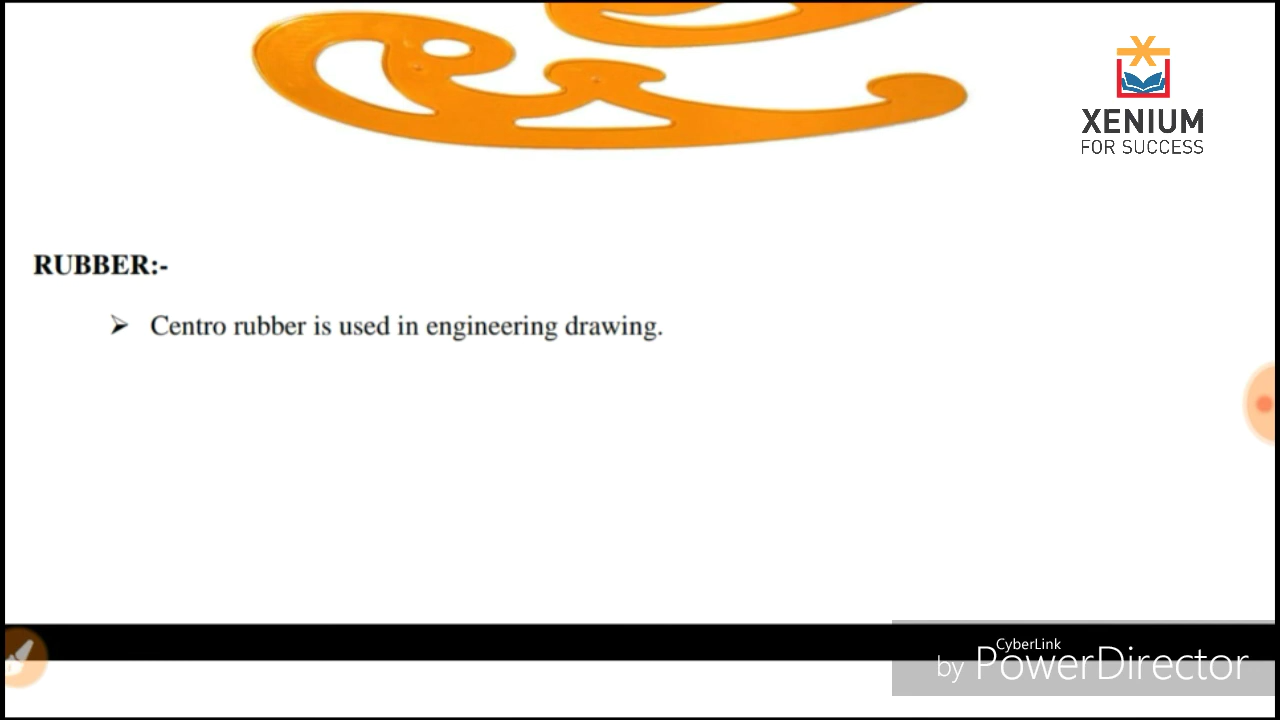 XENIUM
FOR SUCCESS
RUBBER:-
➢ Centro rubber is used in engineering drawing.
CyberLink
by PowerDirector